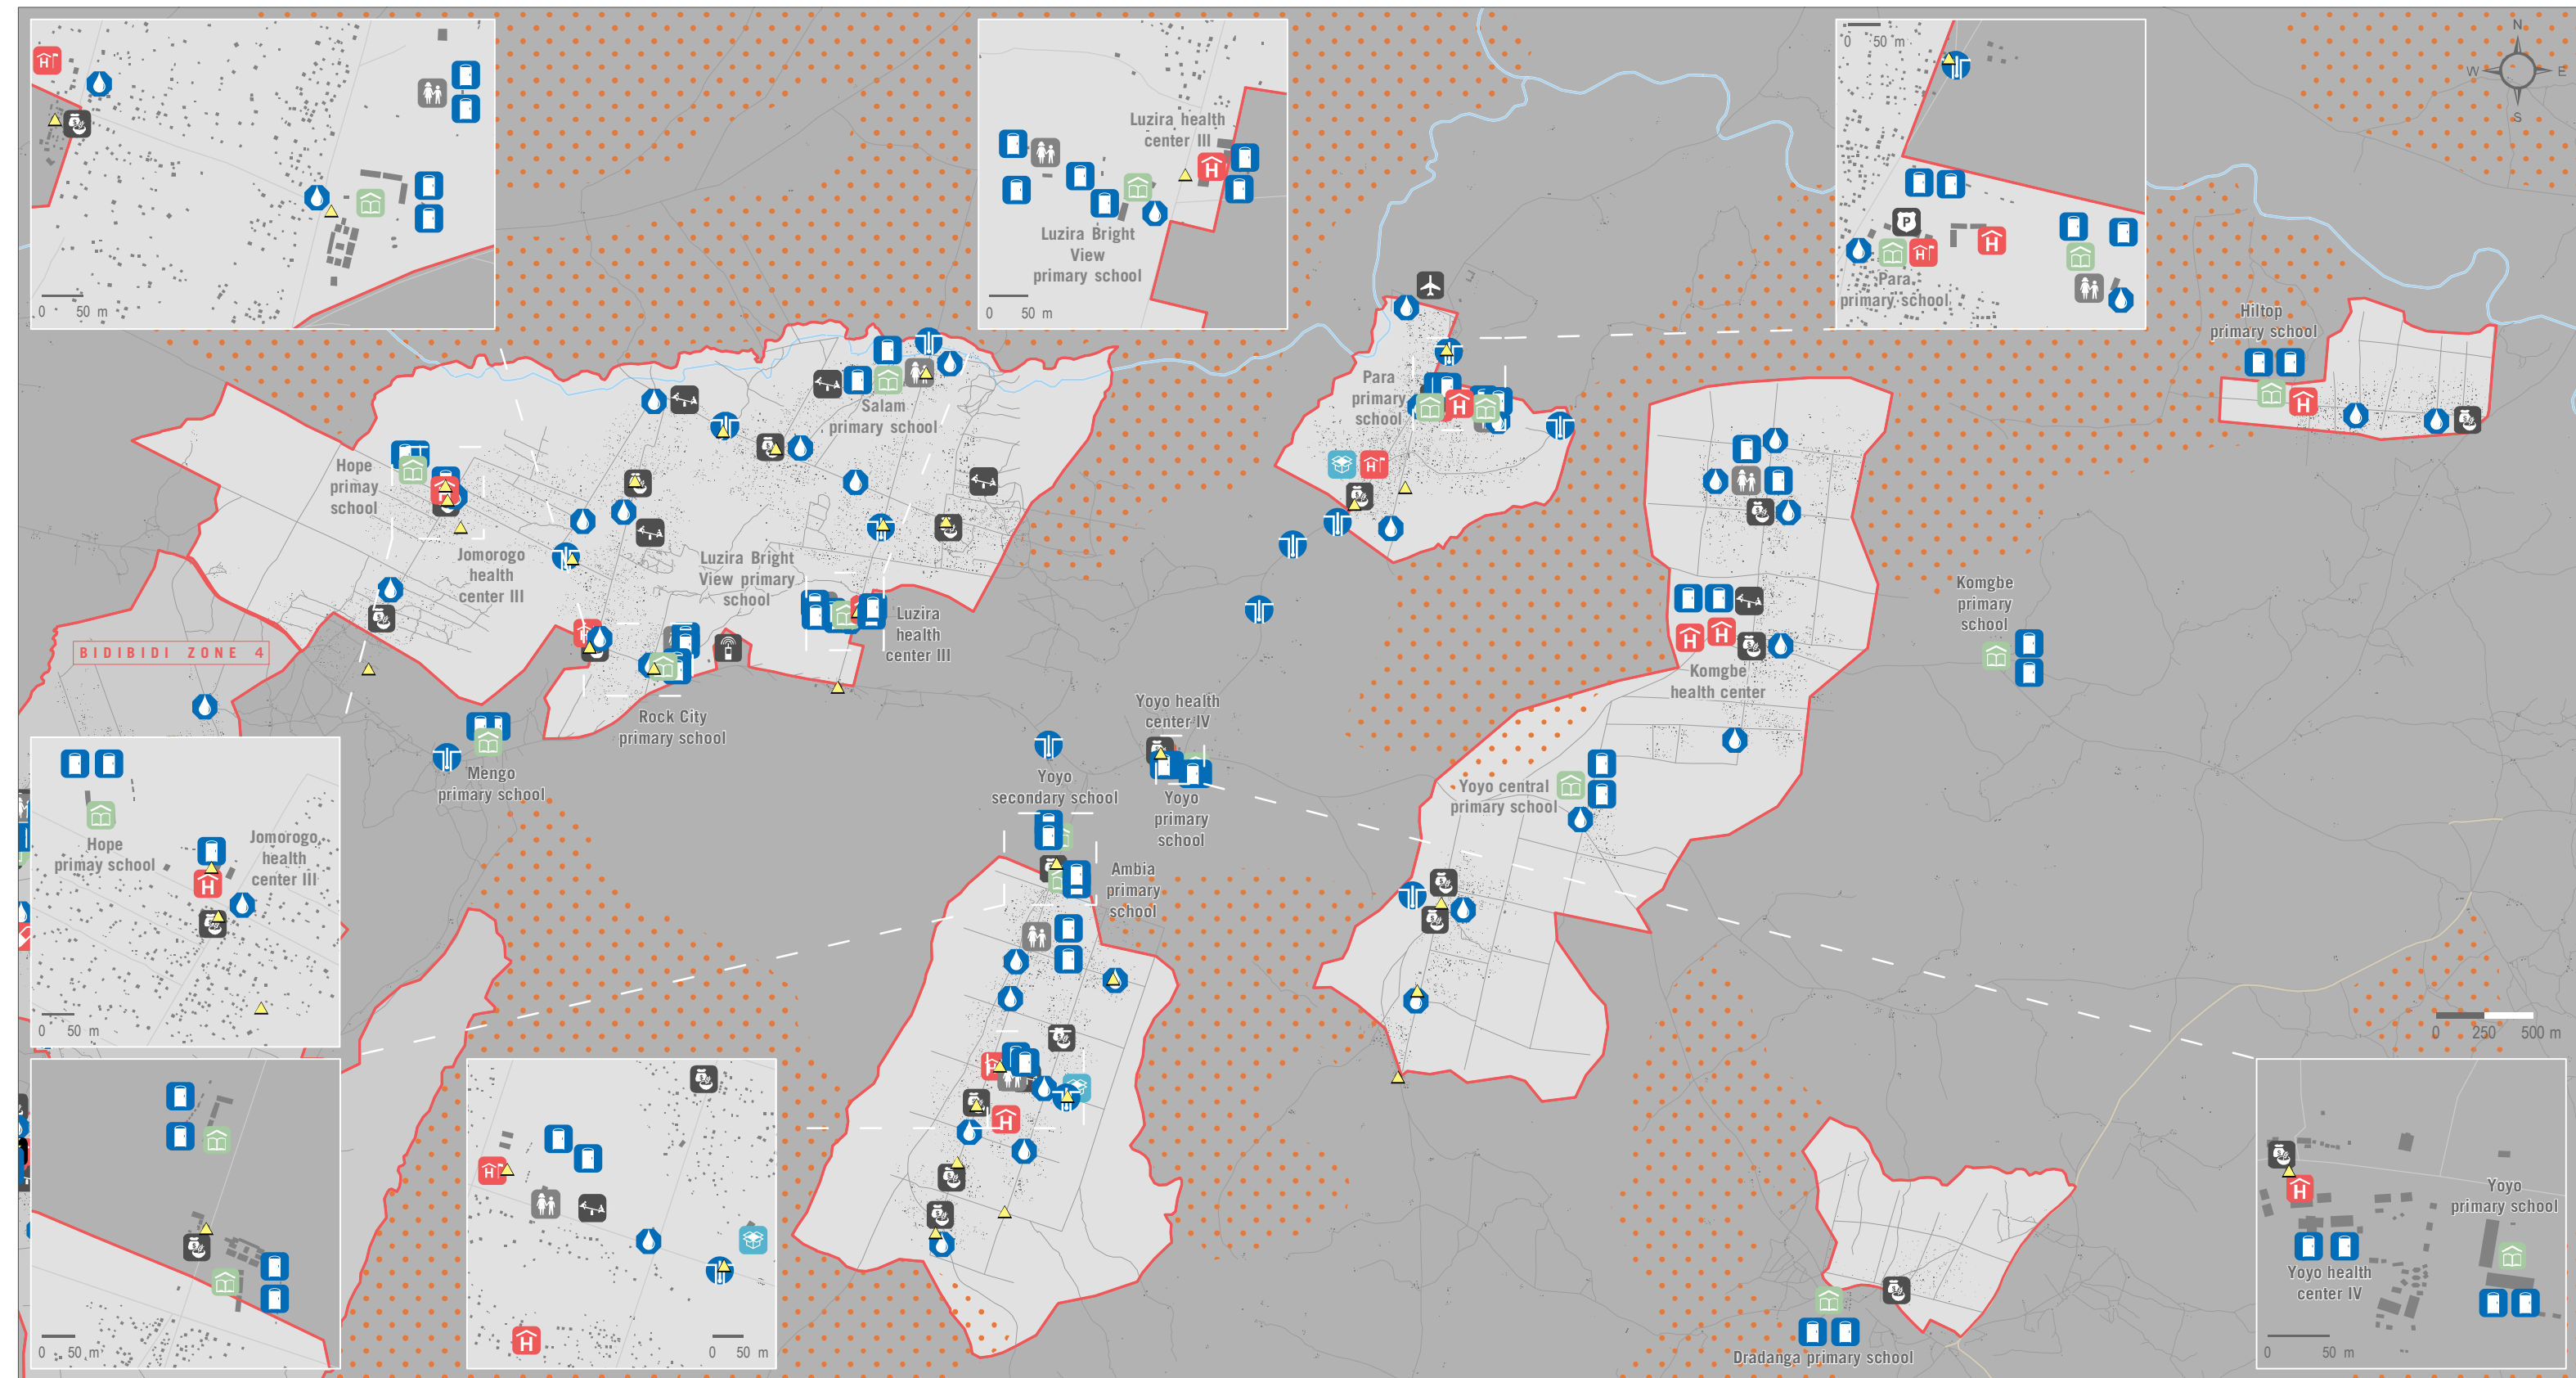 0 50 m
Luzira health
center III
Luzira Bright
View
primary school
0 50 m
0 50 m
P
Para
primary school
N
W E
S
Hiltop
primary school
Salam
primary school
Para
primary
school
Hope
primay
school
Jomorogo
health
center III
Luzira Bright
View primary
school
Luzira
health
center III
Komgbe
primary
school
BIDIBIDI ZONE 4
Komgbe
health center
Rock City
primary school
Yoyo health
center IV
Mengo
primary school
Yoyo
secondary school
Yoyo
primary
school
Yoyo central
primary school
Ambia
primary
school
Hope
primay school
Jomorogo
health
center III
0 50 m
0 250 500 m
0 50 m
0 50 m
Yoyo
primary school
Yoyo health
center IV
0 50 m
Dradanga primary school